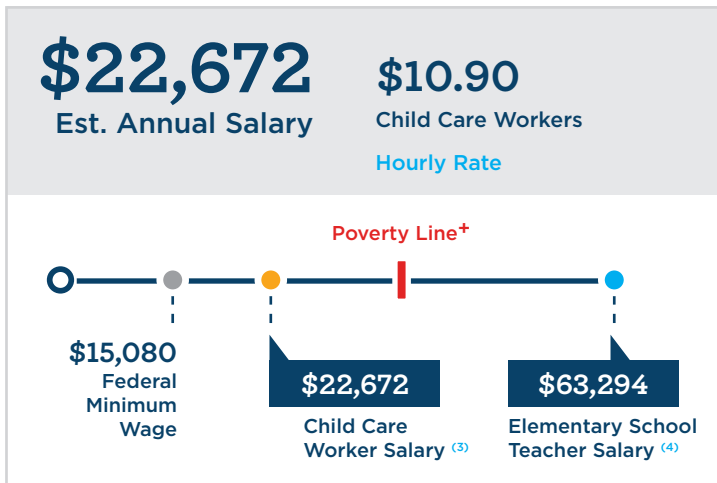 $22,672
Est. Annual Salary
$10.90
Child Care Workers
Hourly Rate
Poverty Line+
$15,080
Federal
Minimum
Wage
$22,672
Child Care
Worker Salary (3)
$63,294
Elementary School
Teacher Salary (4)